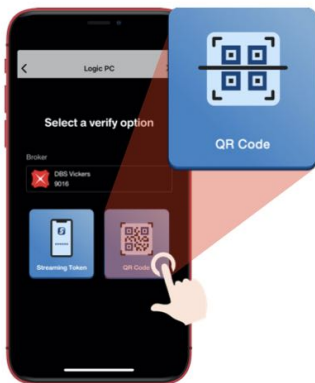 Logic PC
Select a verify option
Broker
DBS Vickers
9016
Streaming Token
QR Code
QR Code